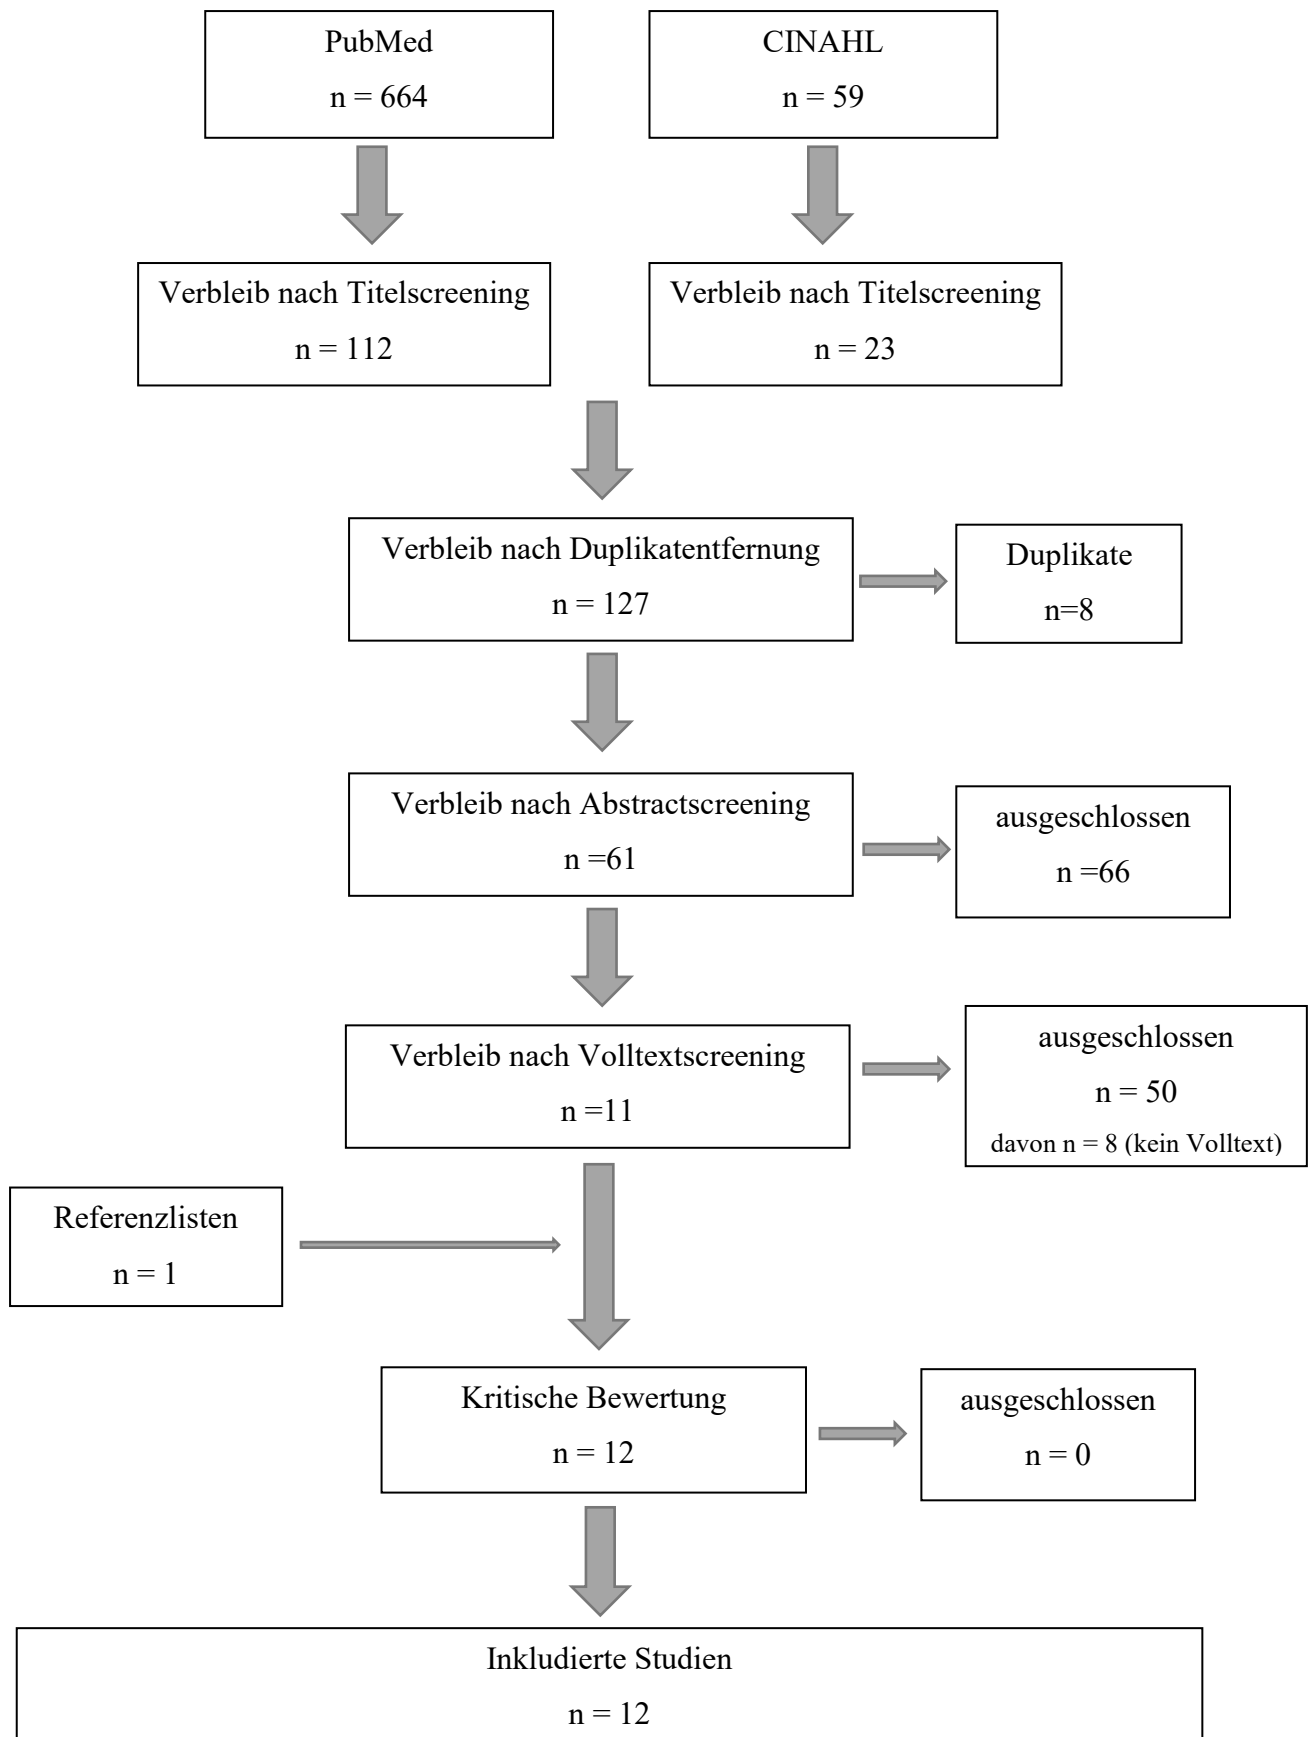 PubMed
n = 664
CINAHL
n = 59
Verbleib nach Titelscreening
n = 112
Verbleib nach Titelscreening
n = 23
Verbleib nach Duplikatentfernung
n = 127
Duplikate
n=8
Verbleib nach Abstractscreening
n =61
ausgeschlossen
n =66
Verbleib nach Volltextscreening
n =11
ausgeschlossen
n = 50
davon n = 8 (kein Volltext)
Referenzlisten
n = 1
Kritische Bewertung
n = 12
ausgeschlossen
n = 0
Inkludierte Studien
n = 12